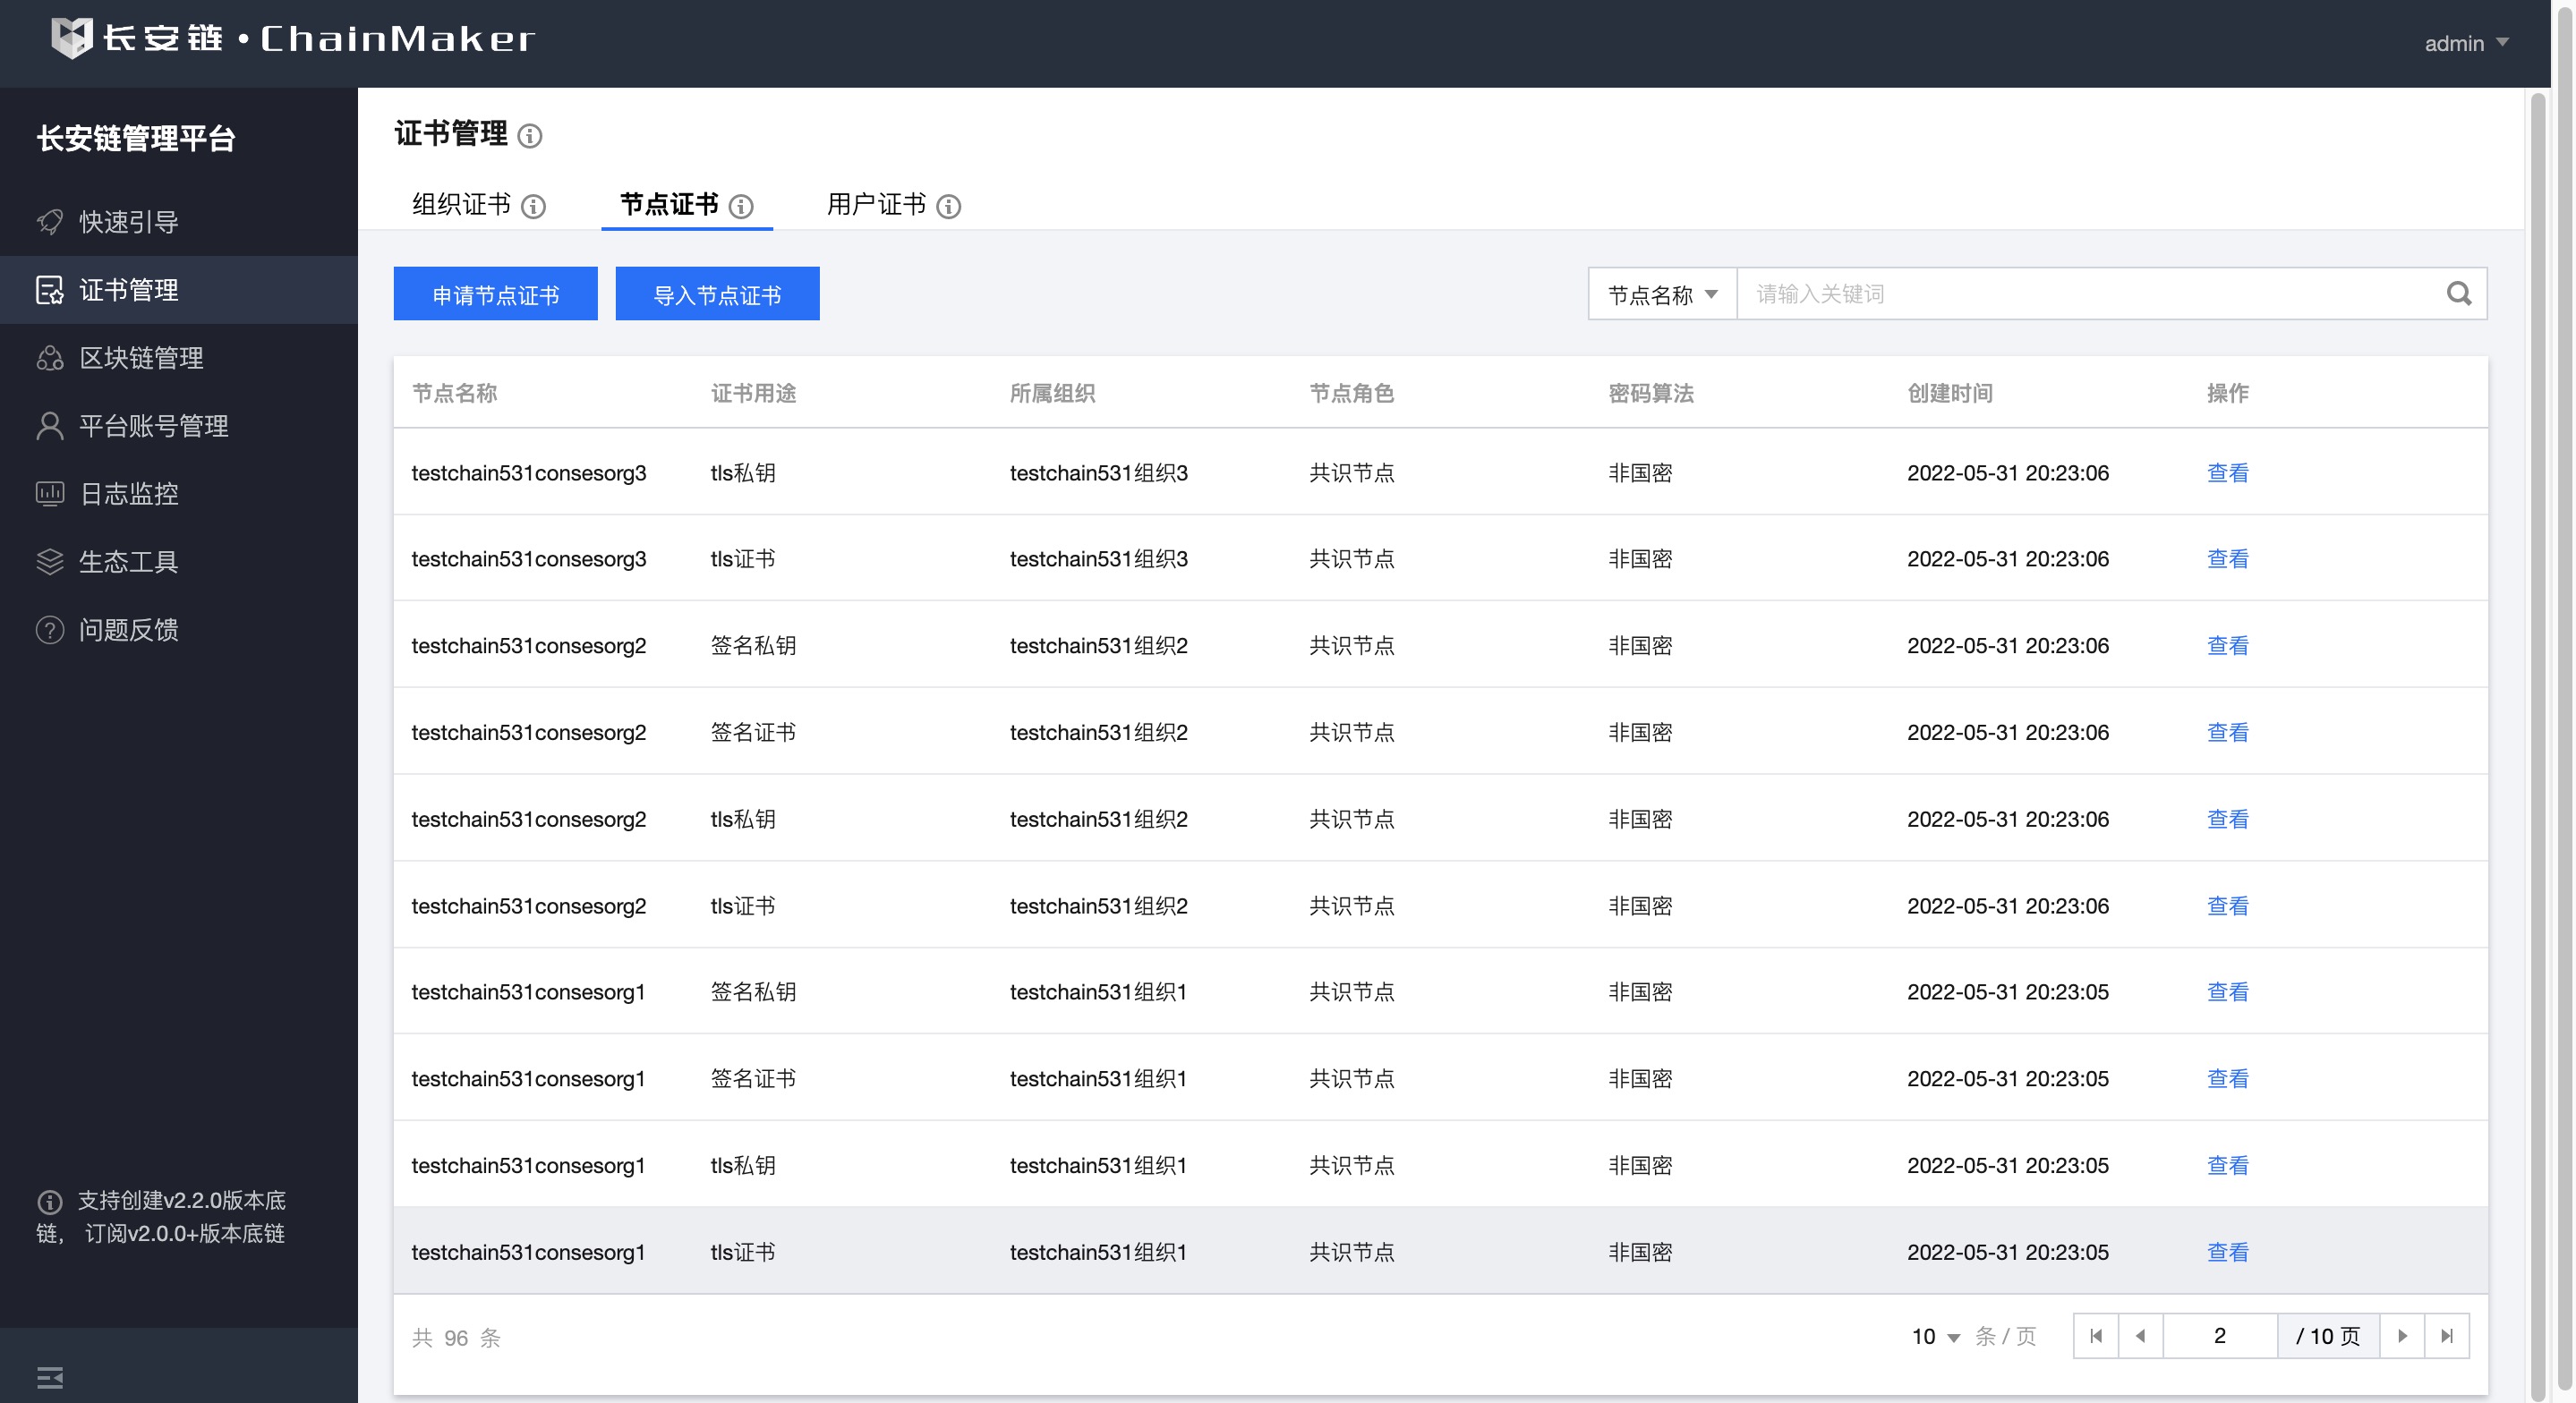 长安链·ChainMaker
admin
长安链管理平台
快速引导
证书管理
区块链管理
平台账号管理
日志监控
生态工具
问题反馈
支持创建v2.2.0版本底
链， 订阅v2.0.0+版本底链
证书管理
组织证书 节点证书 用户证书
申请节点证书 导入节点证书 节点名称 请输入关键词
节点名称 证书用途 所属组织 节点角色 密码算法 创建时间 操作
testchain531consesorg3 tls私钥 testchain531组织3 共识节点 非国密 2022-05-31 20:23:06 查看
testchain531consesorg3 tls证书 testchain531组织3 共识节点 非国密 2022-05-31 20:23:06 查看
testchain531consesorg2 签名私钥 testchain531组织2 共识节点 非国密 2022-05-31 20:23:06 查看
testchain531consesorg2 签名证书 testchain531组织2 共识节点 非国密 2022-05-31 20:23:06 查看
testchain531consesorg2 tls私钥 testchain531组织2 共识节点 非国密 2022-05-31 20:23:06 查看
testchain531consesorg2 tls证书 testchain531组织2 共识节点 非国密 2022-05-31 20:23:06 查看
testchain531consesorg1 签名私钥 testchain531组织1 共识节点 非国密 2022-05-31 20:23:05 查看
testchain531consesorg1 签名证书 testchain531组织1 共识节点 非国密 2022-05-31 20:23:05 查看
testchain531consesorg1 tls私钥 testchain531组织1 共识节点 非国密 2022-05-31 20:23:05 查看
testchain531consesorg1 tls证书 testchain531组织1 共识节点 非国密 2022-05-31 20:23:05 查看
共 96 条 10 条 / 页 2 / 10 页